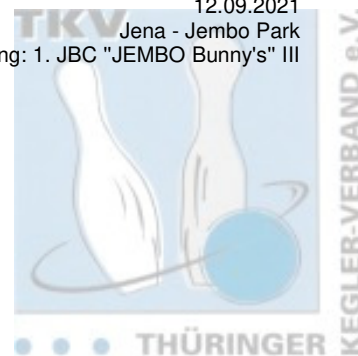 12.09.2021
TKV
Jena - Jembo Park
ng: 1. JBC "JEMBO Bunny's" III
KEGLER-VERBAND e.V.
THÜRINGER